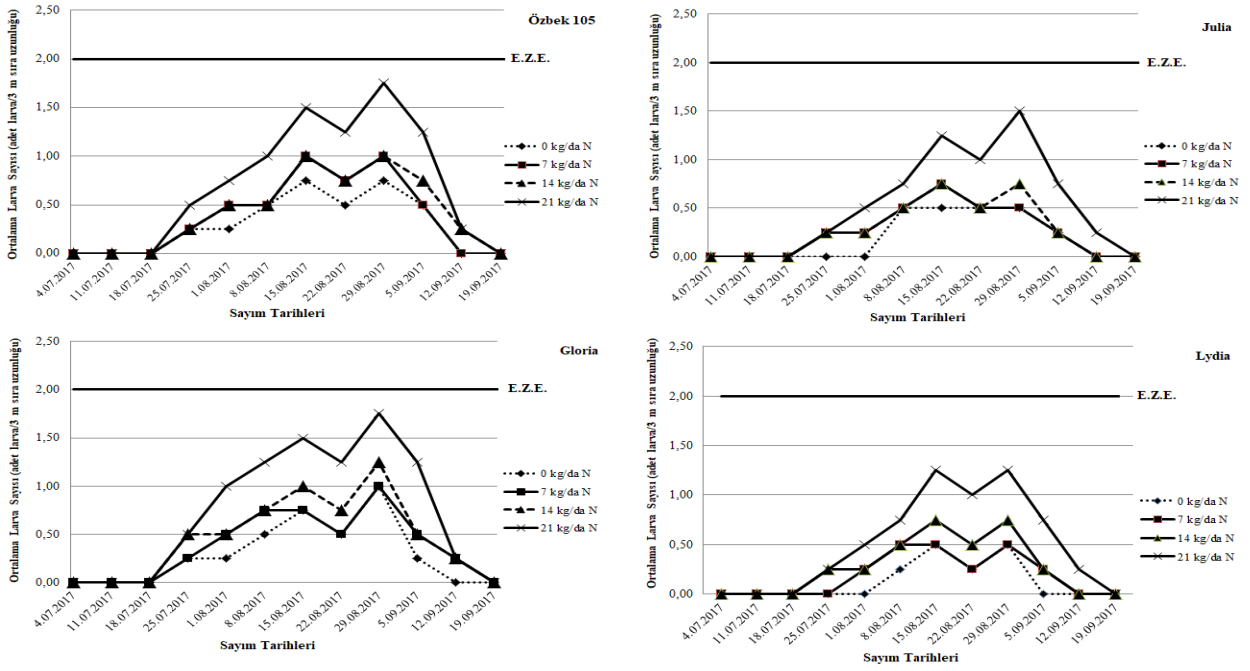 Özbek 105
Ortalama Larva Sayısı (adet larva/3 m sıra uzunluğu)
2,50
2,00
1,50
1,00
0,50
0,00
E.Z.E.
0 kg/da N
7 kg/da N
14 kg/da N
21 kg/da N
4.07.2017
11.07.2017
18.07.2017
25.07.2017
1.08.2017
8.08.2017
15.08.2017
22.08.2017
29.08.2017
5.09.2017
12.09.2017
19.09.2017
Sayım Tarihleri
Julia
Ortalama Larva Sayısı (adet larva/3 m sıra uzunluğu)
2,50
2,00
1,50
1,00
0,50
0,00
E.Z.E.
0 kg/da N
7 kg/da N
14 kg/da N
21 kg/da N
4.07.2017
11.07.2017
18.07.2017
25.07.2017
1.08.2017
8.08.2017
15.08.2017
22.08.2017
29.08.2017
5.09.2017
12.09.2017
19.09.2017
Sayım Tarihleri
Gloria
Ortalama Larva Sayısı (adet larva/3 m sıra uzunluğu)
2,50
2,00
1,50
1,00
0,50
0,00
E.Z.E.
0 kg/da N
7 kg/da N
14 kg/da N
21 kg/da N
4.07.2017
11.07.2017
18.07.2017
25.07.2017
1.08.2017
8.08.2017
15.08.2017
22.08.2017
29.08.2017
5.09.2017
12.09.2017
19.09.2017
Sayım Tarihleri
Lydia
Ortalama Larva Sayısı (adet larva/3 m sıra uzunluğu)
2,50
2,00
1,50
1,00
0,50
0,00
E.Z.E.
0 kg/da N
7 kg/da N
14 kg/da N
21 kg/da N
4.07.2017
11.07.2017
18.07.2017
25.07.2017
1.08.2017
8.08.2017
15.08.2017
22.08.2017
29.08.2017
5.09.2017
12.09.2017
19.09.2017
Sayım Tarihleri